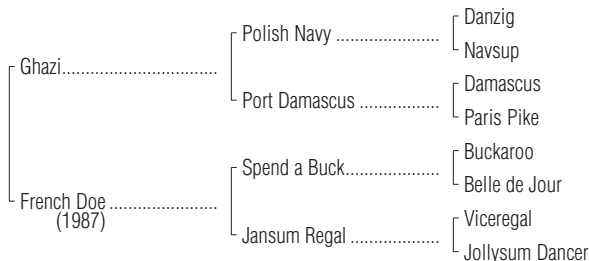 Danzig
Polish Navy ..................
Navsup
Ghazi................................
Damascus
Port Damascus .................
Paris Pike
Buckaroo
Spend a Buck....................
Belle de Jour
French Doe .......................
(1987)
Viceregal
Jansum Regal ...................
Jollysum Dancer